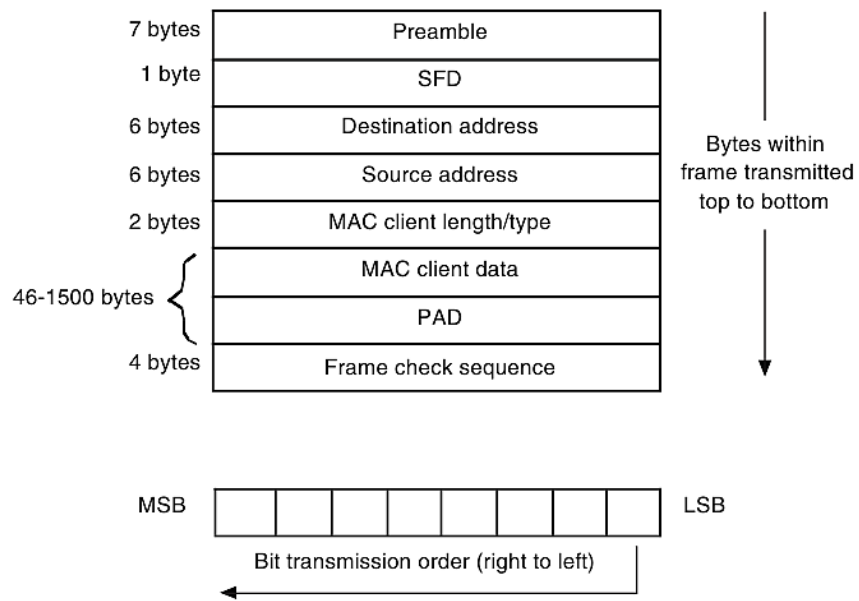 7 bytes Preamble
1 byte SFD
6 bytes Destination address
6 bytes Source address
2 bytes MAC client length/type
46-1500 bytes
MAC client data
PAD
4 bytes Frame check sequence
Bytes within
frame transmitted
top to bottom
MSB LSB
Bit transmission order (right to left)